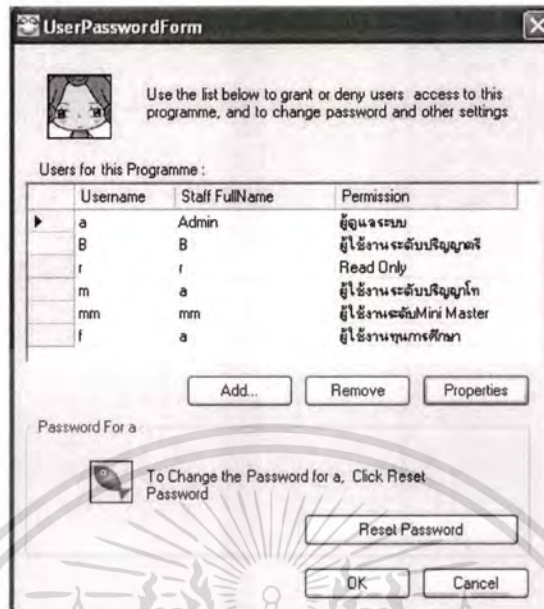 UserPasswordForm
Use the list below to grant or deny users access to this
programme, and to change password and other settings
Users for this Programme :
Username Staff FullName Permission
a Admin ผู้ดูแลระบบ
B B ผู้ใช้งานระดับปริญญาตรี
r r Read Only
m a ผู้ใช้งานระดับปริญญาโท
mm mm ผู้ใช้งานระดับMini Master
f a ผู้ใช้งานทุนการศึกษา
Add... Remove Properties
Password For a
To Change the Password for a, Click Reset
Password
Reset Password
OK Cancel